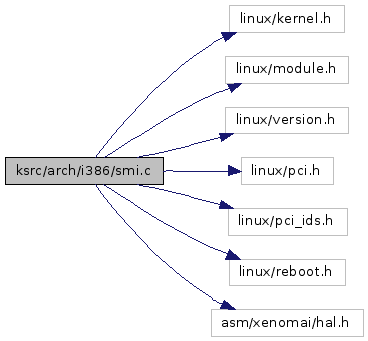 linux/kernel.h
linux/module.h
linux/version.h
ksrc/arch/i386/smi.c
linux/pci.h
linux/pci_ids.h
linux/reboot.h
asm/xenomai/hal.h